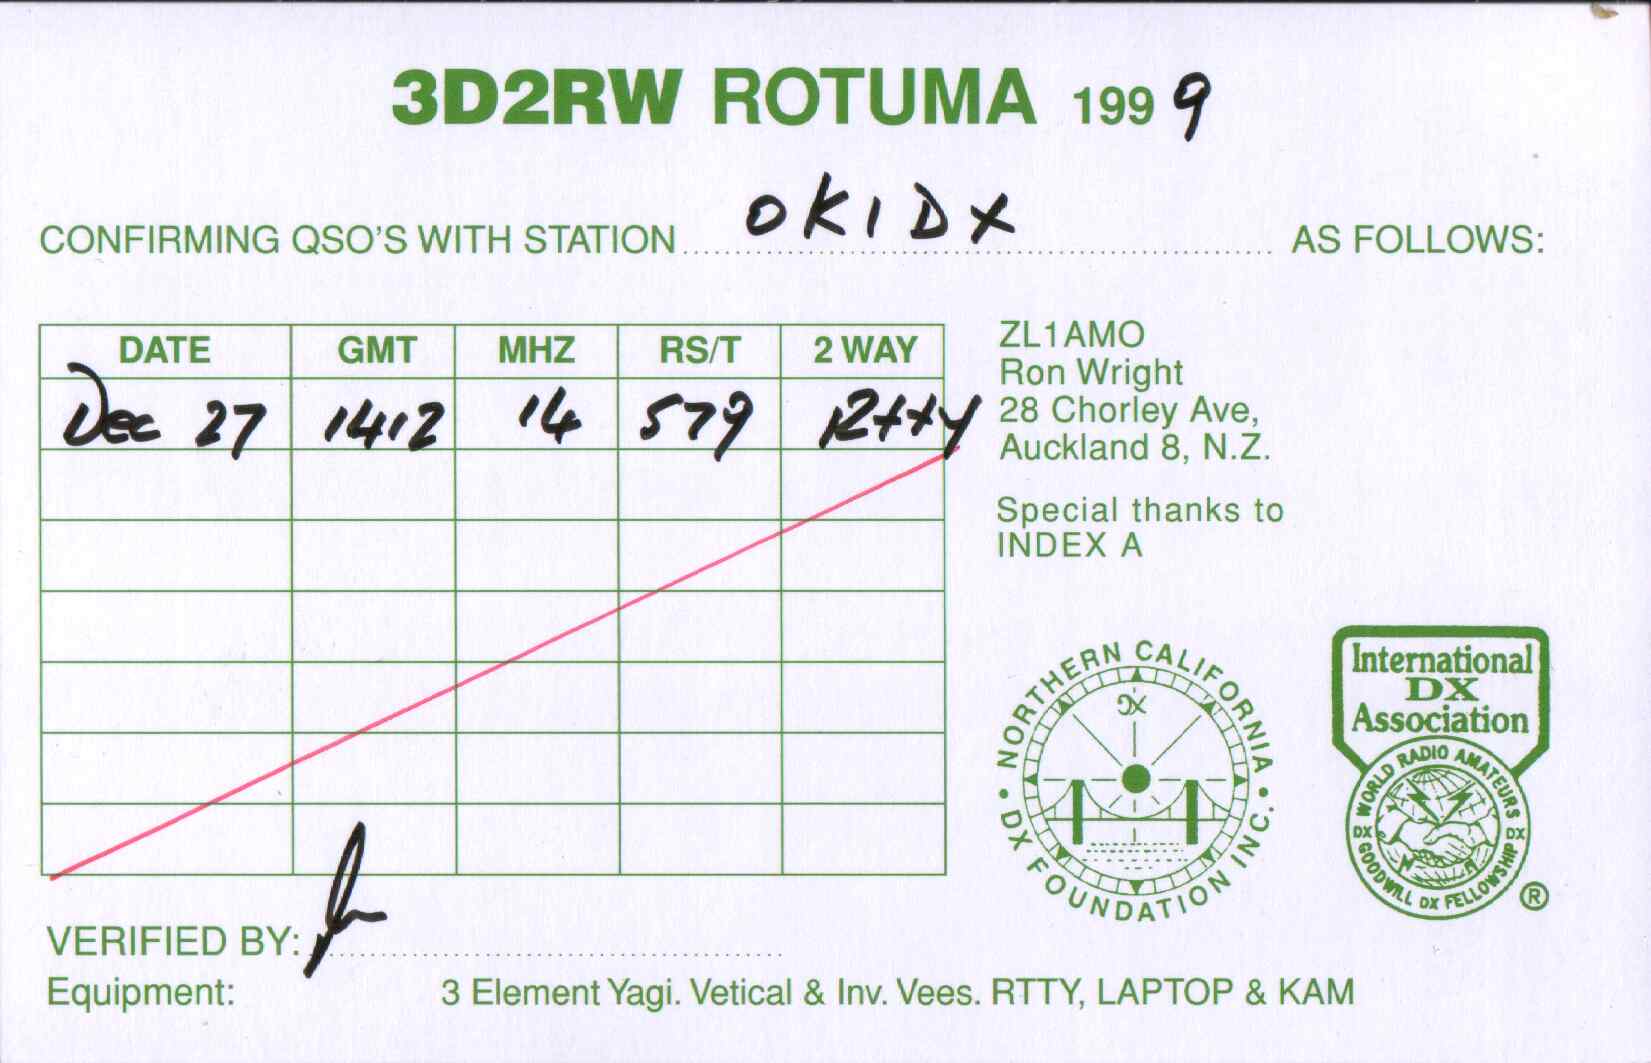 3D2RW ROTUMA 1999
CONFIRMING QSO'S WITH STATION OK1DX AS FOLLOWS:
DATE GMT MHZ RS/T 2 WAY
Dec 27 1412 14 579 Rtty
ZL1AMO
Ron Wright
28 Chorley Ave,
Auckland 8, N.Z.
Special thanks to
INDEX A
NORTHERN CALIFORNIA
• DX FOUNDATION INC. •
DX
International
DX
Association
WORLD RADIO AMATEURS
DX DX
GOODWILL DX FELLOWSHIP
®
VERIFIED BY:
Equipment: 3 Element Yagi. Vetical & Inv. Vees. RTTY, LAPTOP & KAM